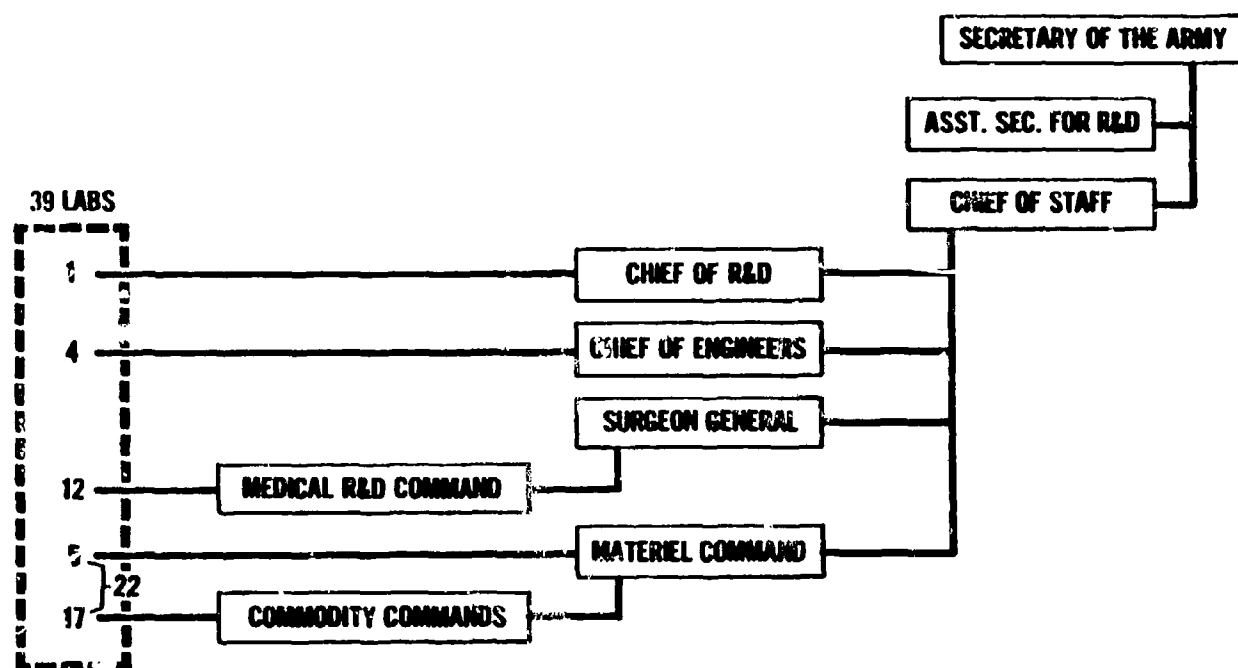 SECRETARY OF THE ARMY
ASST. SEC. FOR R&D
39 LABS
CHIEF OF STAFF
1
CHIEF OF R&D
4
CHIEF OF ENGINEERS
SURGEON GENERAL
12
MEDICAL R&D COMMAND
5
MATERIEL COMMAND
22
17
COMMODITY COMMANDS